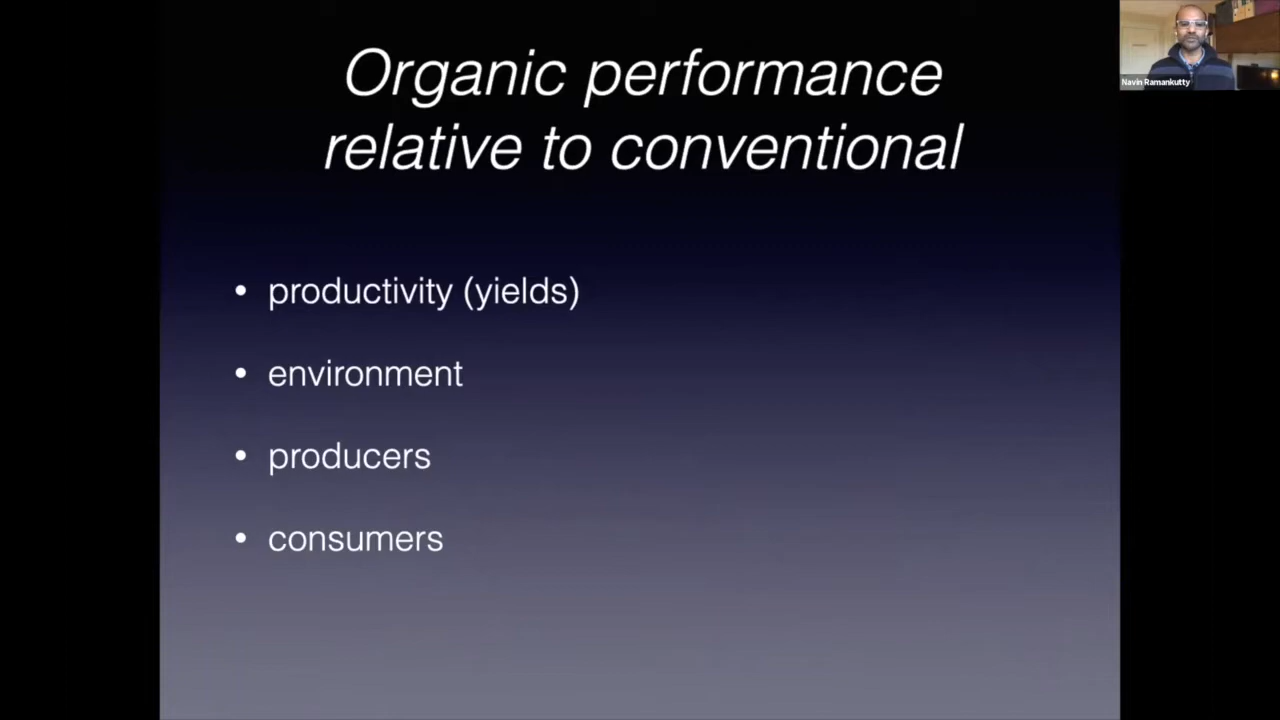 Organic performance
relative to conventional
• productivity (yields)
• environment
• producers
• consumers
Navin Ramankutty